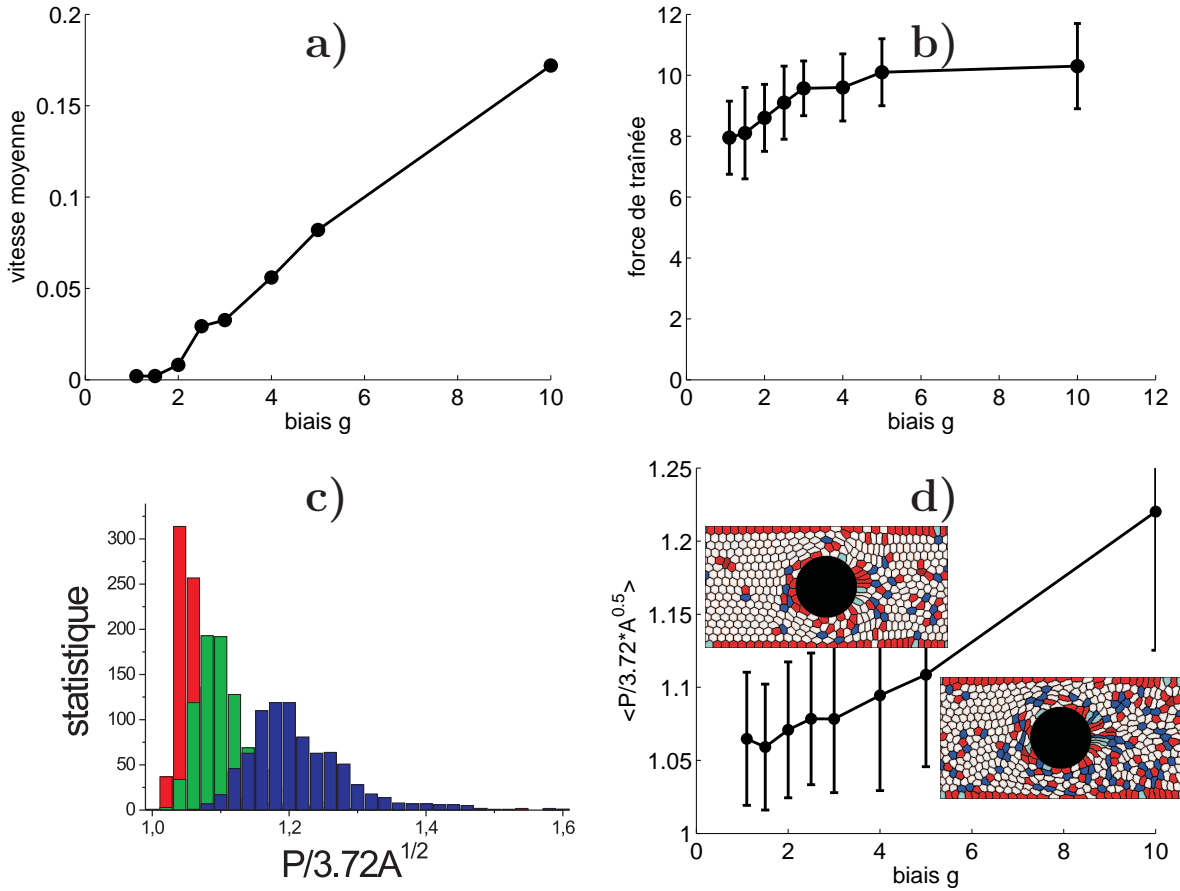 a)
0.2
0.15
0.1
0.05
0
vitesse moyenne
0 2 4 6 8 10
biais g
b)
12
10
8
6
4
2
0
force de traînée
0 2 4 6 8 10 12
biais g
c)
300
250
200
150
100
50
0
statistique
1,0 1,2 1,4 1,6
P/3.72A^1/2
d)
1.25
1.2
1.15
1.1
1.05
1
<P/3.72*A^0.5>
0 2 4 6 8 10
biais g